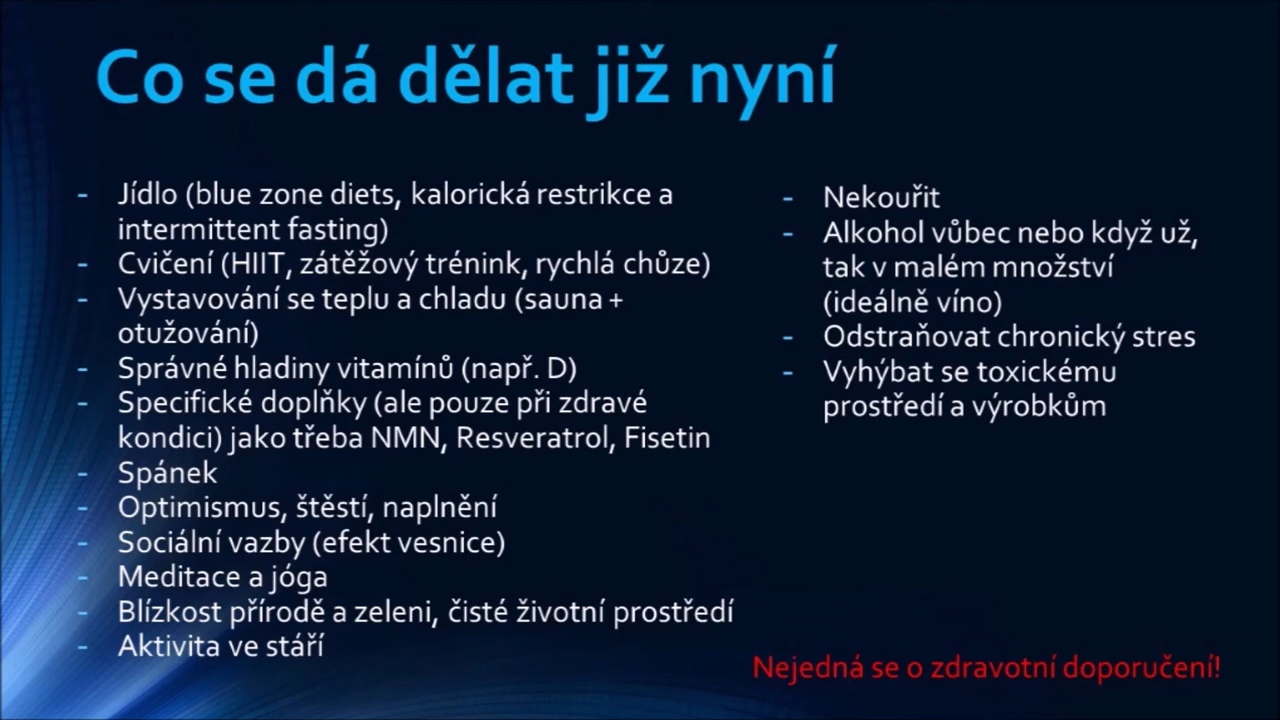 Co se dá dělat již nyní
- Jídlo (blue zone diets, kalorická restrikce a
intermittent fasting)
- Cvičení (HIIT, zátěžový trénink, rychlá chůze)
- Vystavování se teplu a chladu (sauna +
otužování)
- Správné hladiny vitamínů (např. D)
- Specifické doplňky (ale pouze při zdravé
kondici) jako třeba NMN, Resveratrol, Fisetin
- Spánek
- Optimismus, štěstí, naplnění
- Sociální vazby (efekt vesnice)
- Meditace a jóga
- Blízkost přírodě a zeleni, čisté životní prostředí
- Aktivita ve stáří
- Nekouřit
- Alkohol vůbec nebo když už,
tak v malém množství
(ideálně víno)
- Odstraňovat chronický stres
- Vyhýbat se toxickému
prostředí a výrobkům
Nejedná se o zdravotní doporučení!